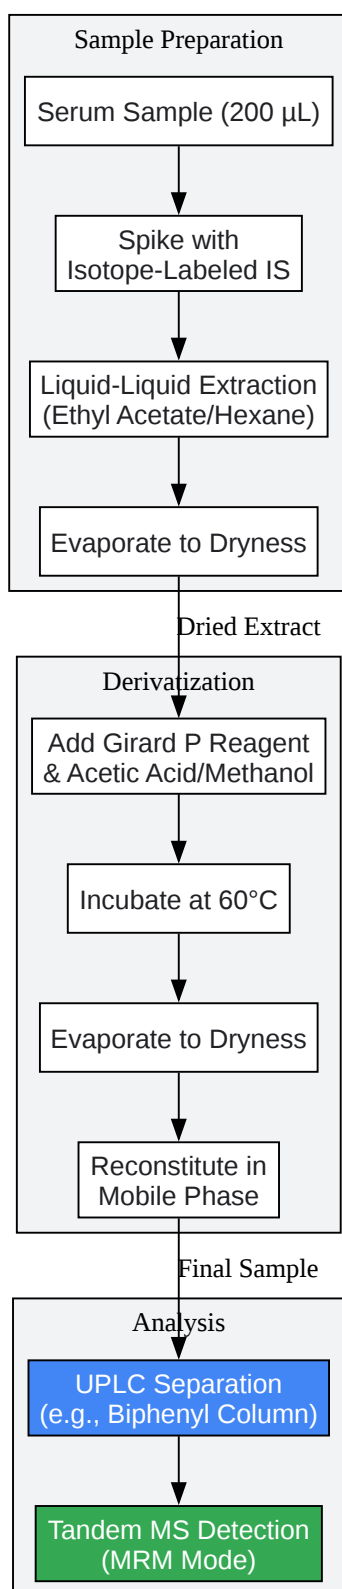 Sample Preparation
Serum Sample (200 µL)
Spike with
Isotope-Labeled IS
Liquid-Liquid Extraction
(Ethyl Acetate/Hexane)
Evaporate to Dryness
Dried Extract
Derivatization
Add Girard P Reagent
& Acetic Acid/Methanol
Incubate at 60°C
Evaporate to Dryness
Reconstitute in
Mobile Phase
Final Sample
Analysis
UPLC Separation
(e.g., Biphenyl Column)
Tandem MS Detection
(MRM Mode)